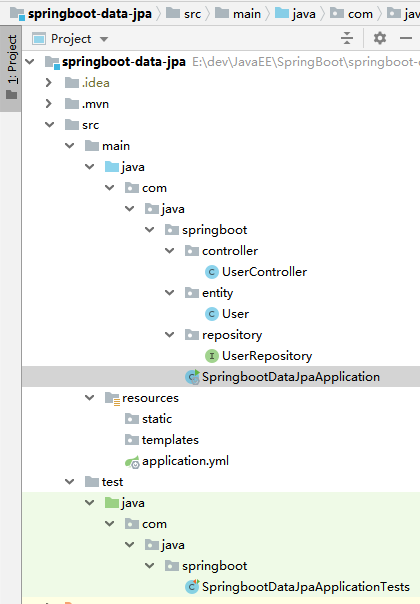 springboot-data-jpa src main java com jav
1: Project
Project
springboot-data-jpa E:\dev\JavaEE\SpringBoot\springboot-
.idea
.mvn
src
main
java
com
java
springboot
controller
UserController
entity
User
repository
UserRepository
SpringbootDataJpaApplication
resources
static
templates
application.yml
test
java
com
java
springboot
SpringbootDataJpaApplicationTests